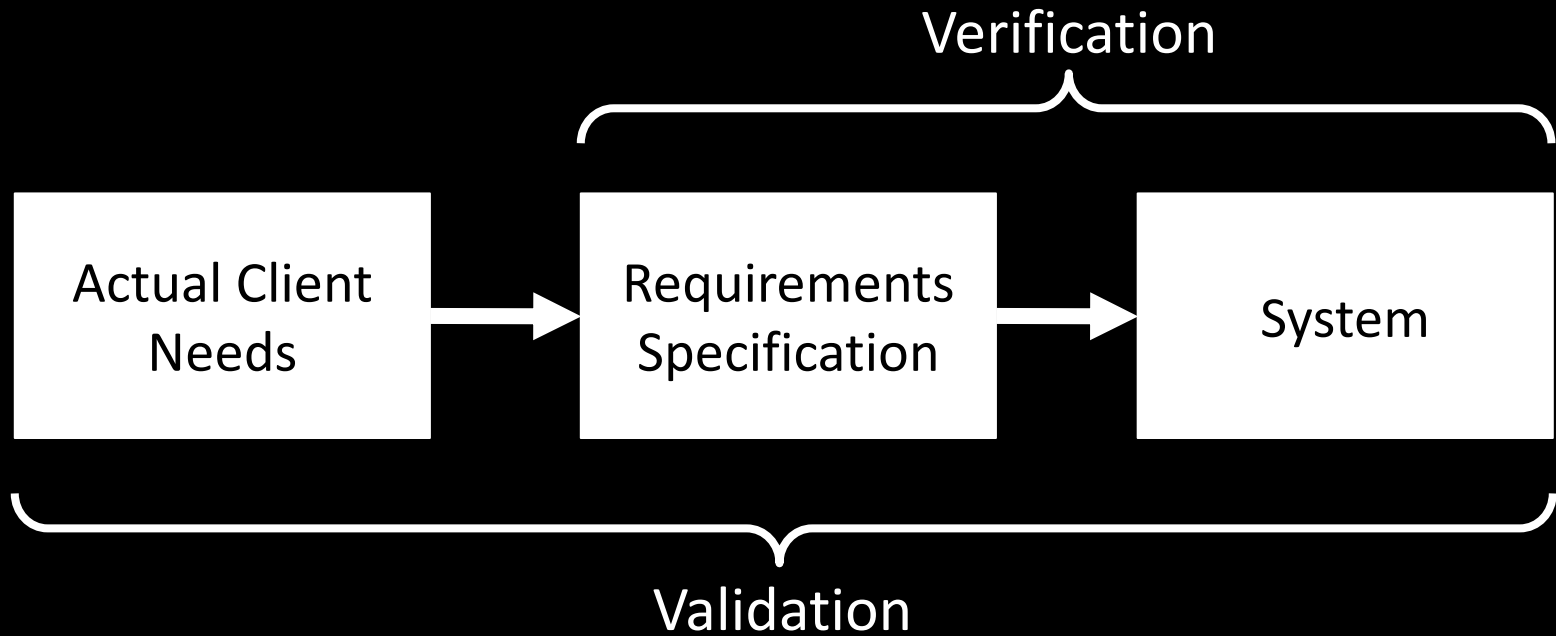 Verification
Actual Client
Needs
Requirements
Specification
System
Validation